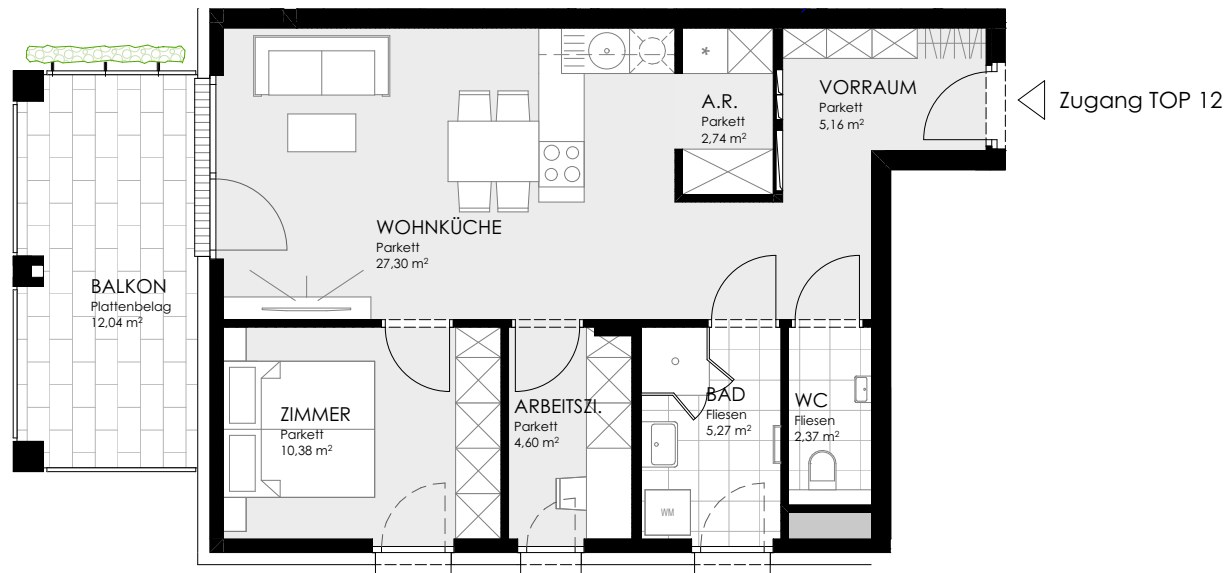 VORRAUM
Parkett
5,16 m²
Zugang TOP 12
A.R.
Parkett
2,74 m²
*
WOHNKÜCHE
Parkett
27,30 m²
BALKON
Plattenbelag
12,04 m²
ZIMMER
Parkett
10,38 m²
ARBEITSZI.
Parkett
4,60 m²
BAD
Fliesen
5,27 m²
WC
Fliesen
2,37 m²
WM